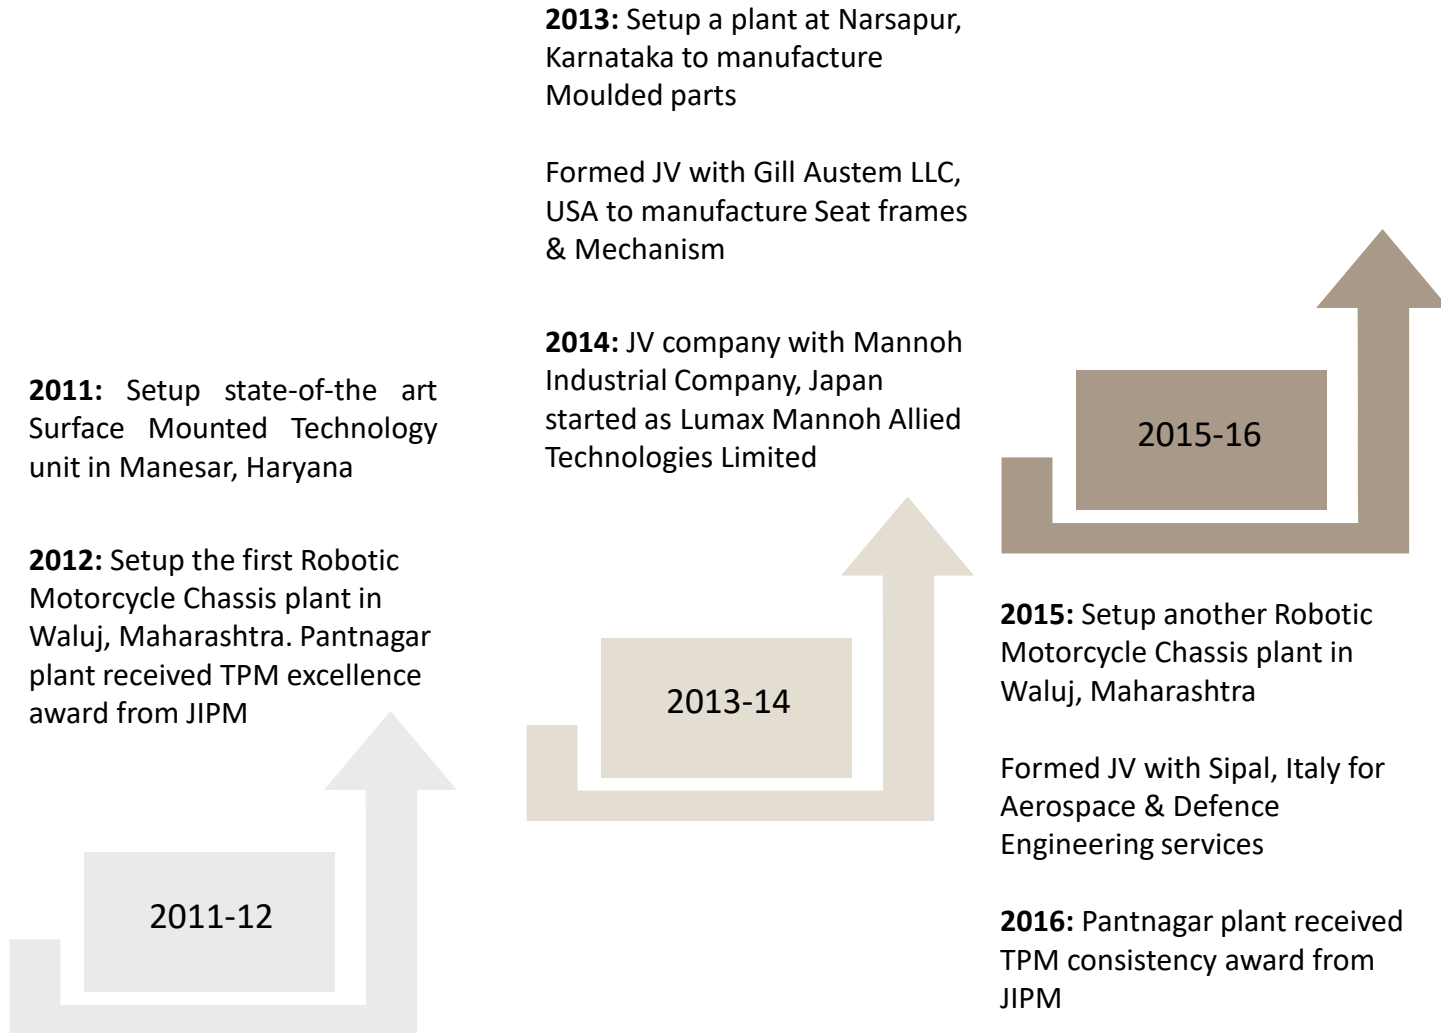 2011: Setup state-of-the art
Surface Mounted Technology
unit in Manesar, Haryana
2012: Setup the first Robotic
Motorcycle Chassis plant in
Waluj, Maharashtra. Pantnagar
plant received TPM excellence
award from JIPM
2011-12
2013: Setup a plant at Narsapur,
Karnataka to manufacture
Moulded parts
Formed JV with Gill Austem LLC,
USA to manufacture Seat frames
& Mechanism
2014: JV company with Mannoh
Industrial Company, Japan
started as Lumax Mannoh Allied
Technologies Limited
2013-14
2015-16
2015: Setup another Robotic
Motorcycle Chassis plant in
Waluj, Maharashtra
Formed JV with Sipal, Italy for
Aerospace & Defence
Engineering services
2016: Pantnagar plant received
TPM consistency award from
JIPM